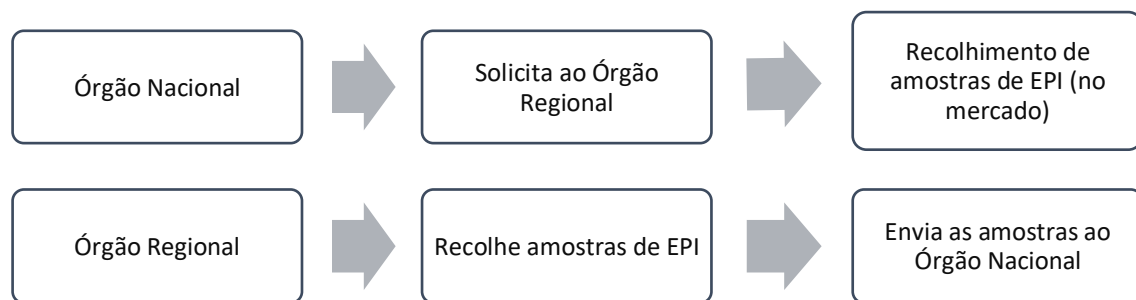 Órgão Nacional
Solicita ao Órgão
Regional
Recolhimento de
amostras de EPI (no
mercado)
Órgão Regional
Recolhe amostras de EPI
Envia as amostras ao
Órgão Nacional